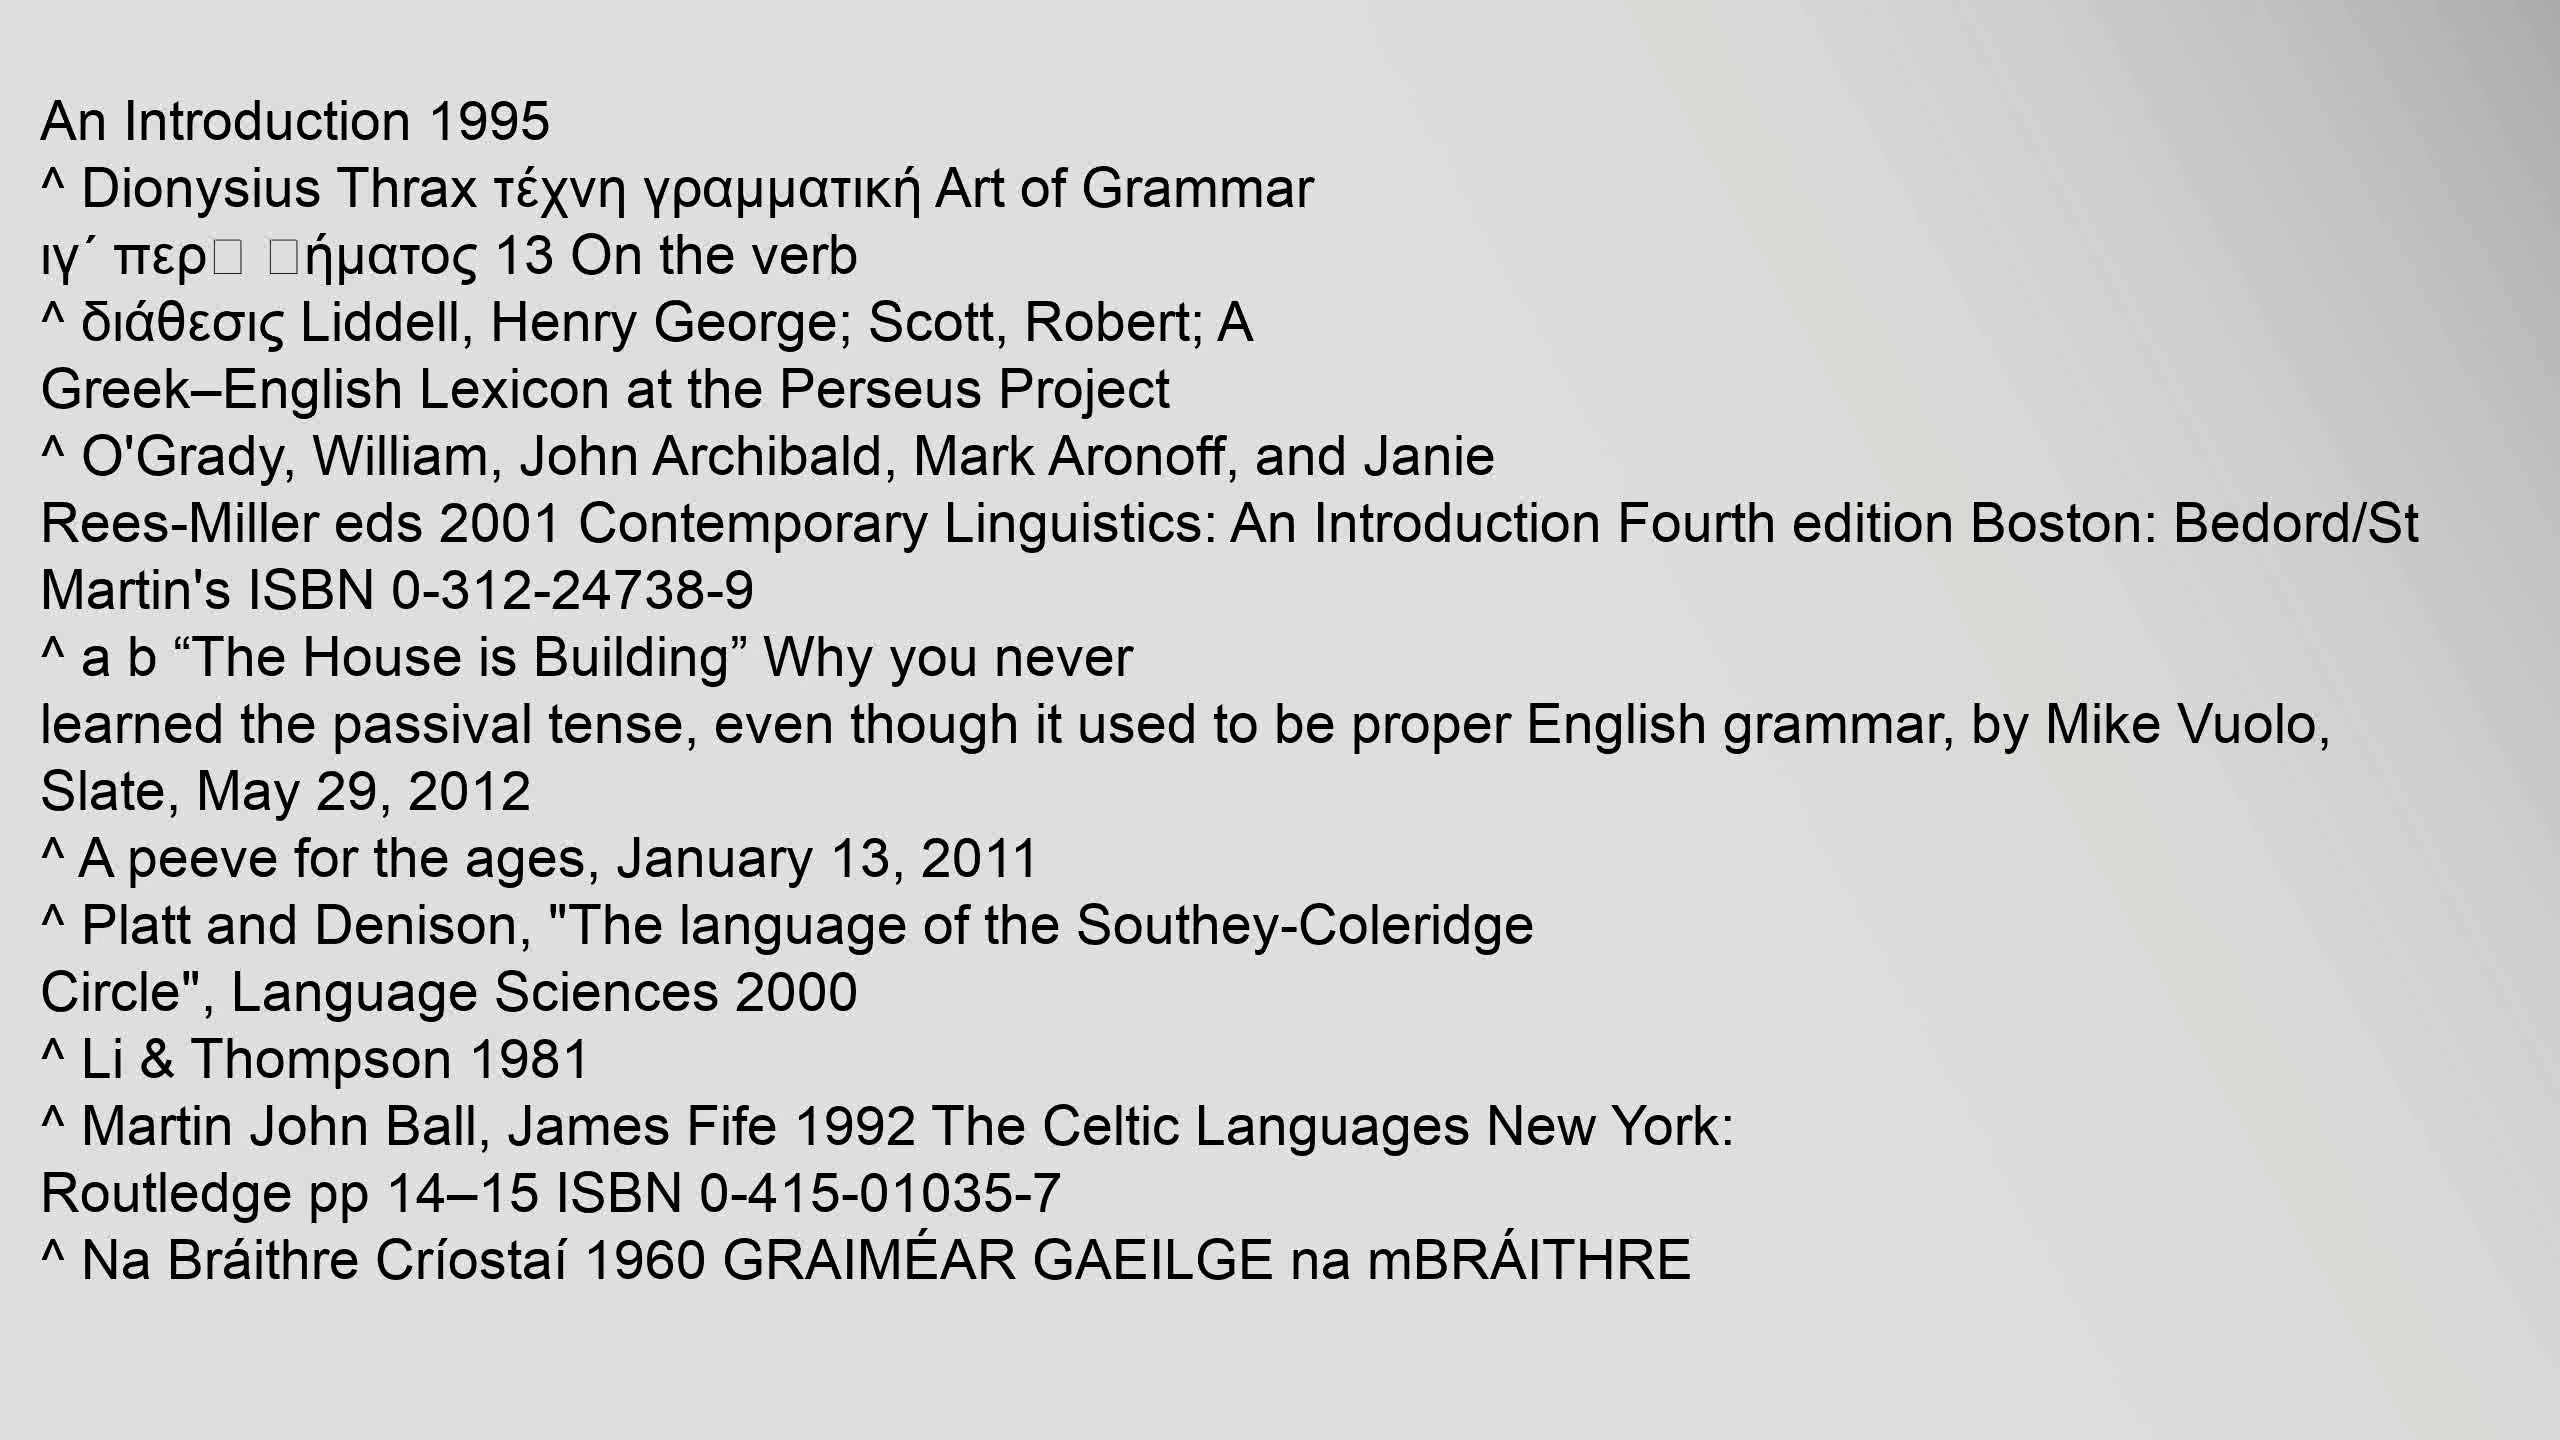 An Introduction 1995
^ Dionysius Thrax τέχνη γραμματική Art of Grammar
ιγ΄ περ□ □ήματος 13 On the verb
^ διάθεσις Liddell, Henry George; Scott, Robert; A
Greek–English Lexicon at the Perseus Project
^ O'Grady, William, John Archibald, Mark Aronoff, and Janie
Rees-Miller eds 2001 Contemporary Linguistics: An Introduction Fourth edition Boston: Bedord/St
Martin's ISBN 0-312-24738-9
^ a b “The House is Building” Why you never
learned the passival tense, even though it used to be proper English grammar, by Mike Vuolo,
Slate, May 29, 2012
^ A peeve for the ages, January 13, 2011
^ Platt and Denison, "The language of the Southey-Coleridge
Circle", Language Sciences 2000
^ Li & Thompson 1981
^ Martin John Ball, James Fife 1992 The Celtic Languages New York:
Routledge pp 14–15 ISBN 0-415-01035-7
^ Na Bráithre Críostaí 1960 GRAIMÉAR GAEILGE na mBRÁITHRE